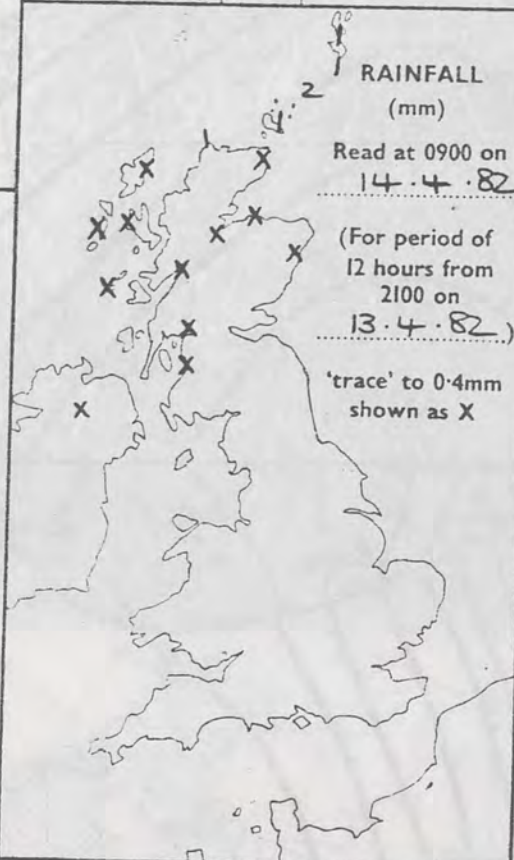 RAINFALL
(mm)
Read at 0900 on
14.4.82
(For period of
12 hours from
2100 on
13.4.82)
'trace' to 0·4mm
shown as X
2
1
1
X
X
X
X
X
X
X
X
X
X
X
X
X